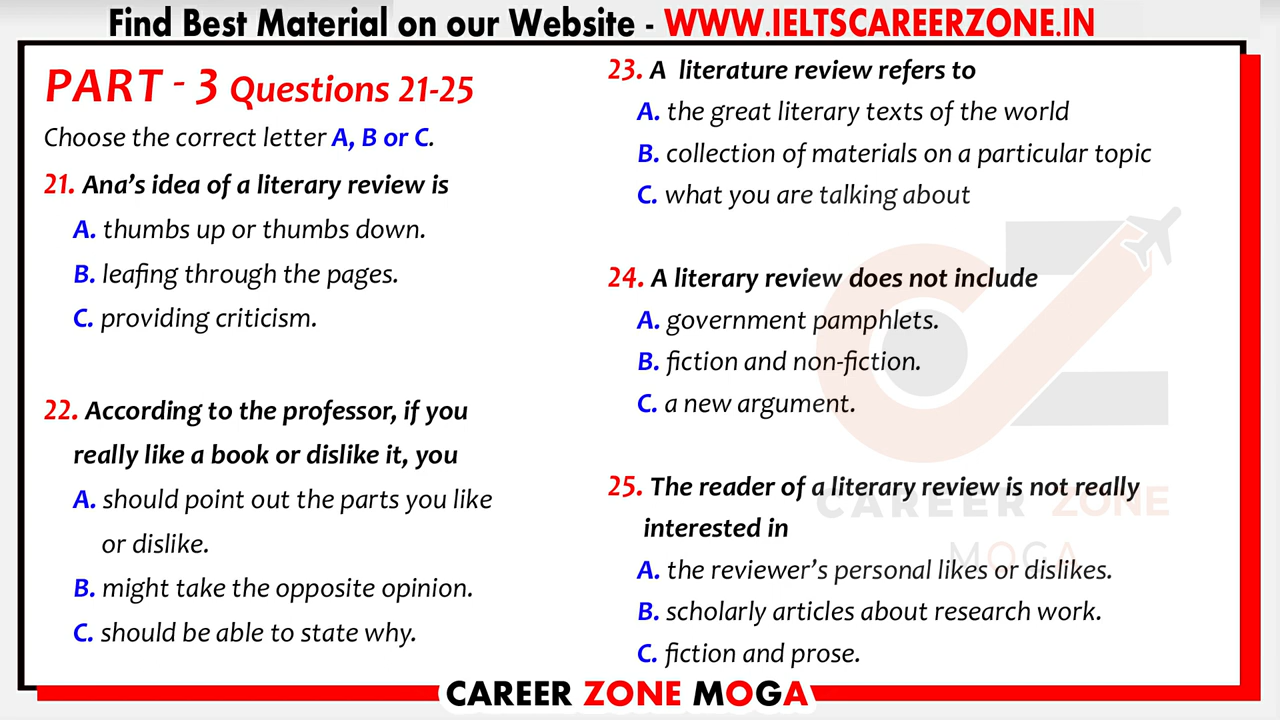 Find Best Material on our Website - WWW.IELTSCAREERZONE.IN
PART - 3 Questions 21-25
Choose the correct letter A, B or C.
21. Ana's idea of a literary review is
A. thumbs up or thumbs down.
B. leafing through the pages.
C. providing criticism.
22. According to the professor, if you
really like a book or dislike it, you
A. should point out the parts you like
or dislike.
B. might take the opposite opinion.
C. should be able to state why.
23. A literature review refers to
A. the great literary texts of the world
B. collection of materials on a particular topic
C. what you are talking about
24. A literary review does not include
A. government pamphlets.
B. fiction and non-fiction.
C. a new argument.
25. The reader of a literary review is not really
interested in
A. the reviewer's personal likes or dislikes.
B. scholarly articles about research work.
C. fiction and prose.
CAREER ZONE
MOGA
CAREER ZONE MOGA